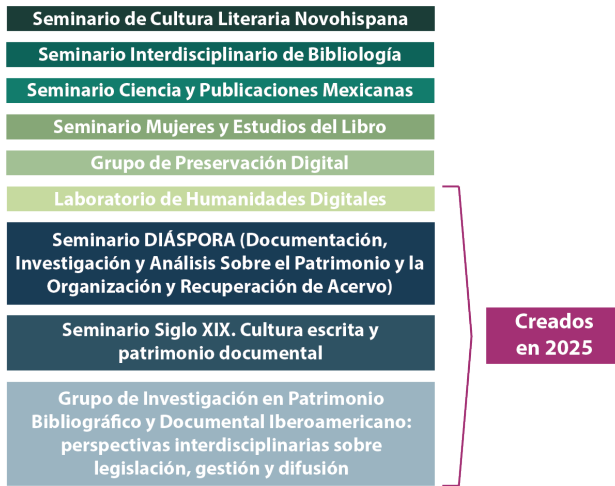 Seminario de Cultura Literaria Novohispana
Seminario Interdisciplinario de Bibliología
Seminario Ciencia y Publicaciones Mexicanas
Seminario Mujeres y Estudios del Libro
Grupo de Preservación Digital
Laboratorio de Humanidades Digitales
Seminario DIÁSPORA (Documentación,
Investigación y Análisis Sobre el Patrimonio y la
Organización y Recuperación de Acervo)
Seminario Siglo XIX. Cultura escrita y
patrimonio documental
Grupo de Investigación en Patrimonio
Bibliográfico y Documental Iberoamericano:
perspectivas interdisciplinarias sobre
legislación, gestión y difusión
Creados
en 2025